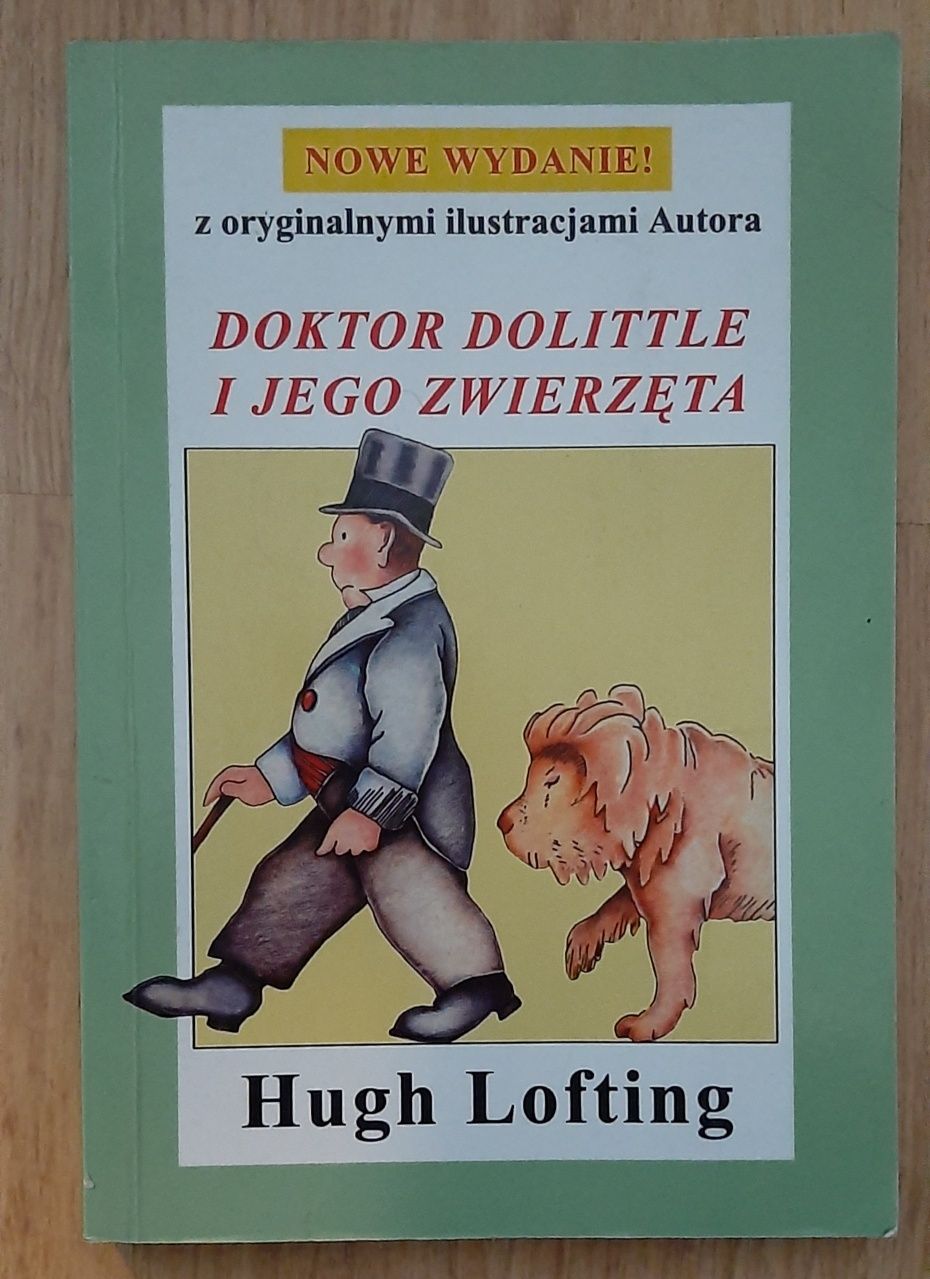 NOWE WYDANIE!
z oryginalnymi ilustracjami Autora
DOKTOR DOLITTLE
I JEGO ZWIERZĘTA
Hugh Lofting